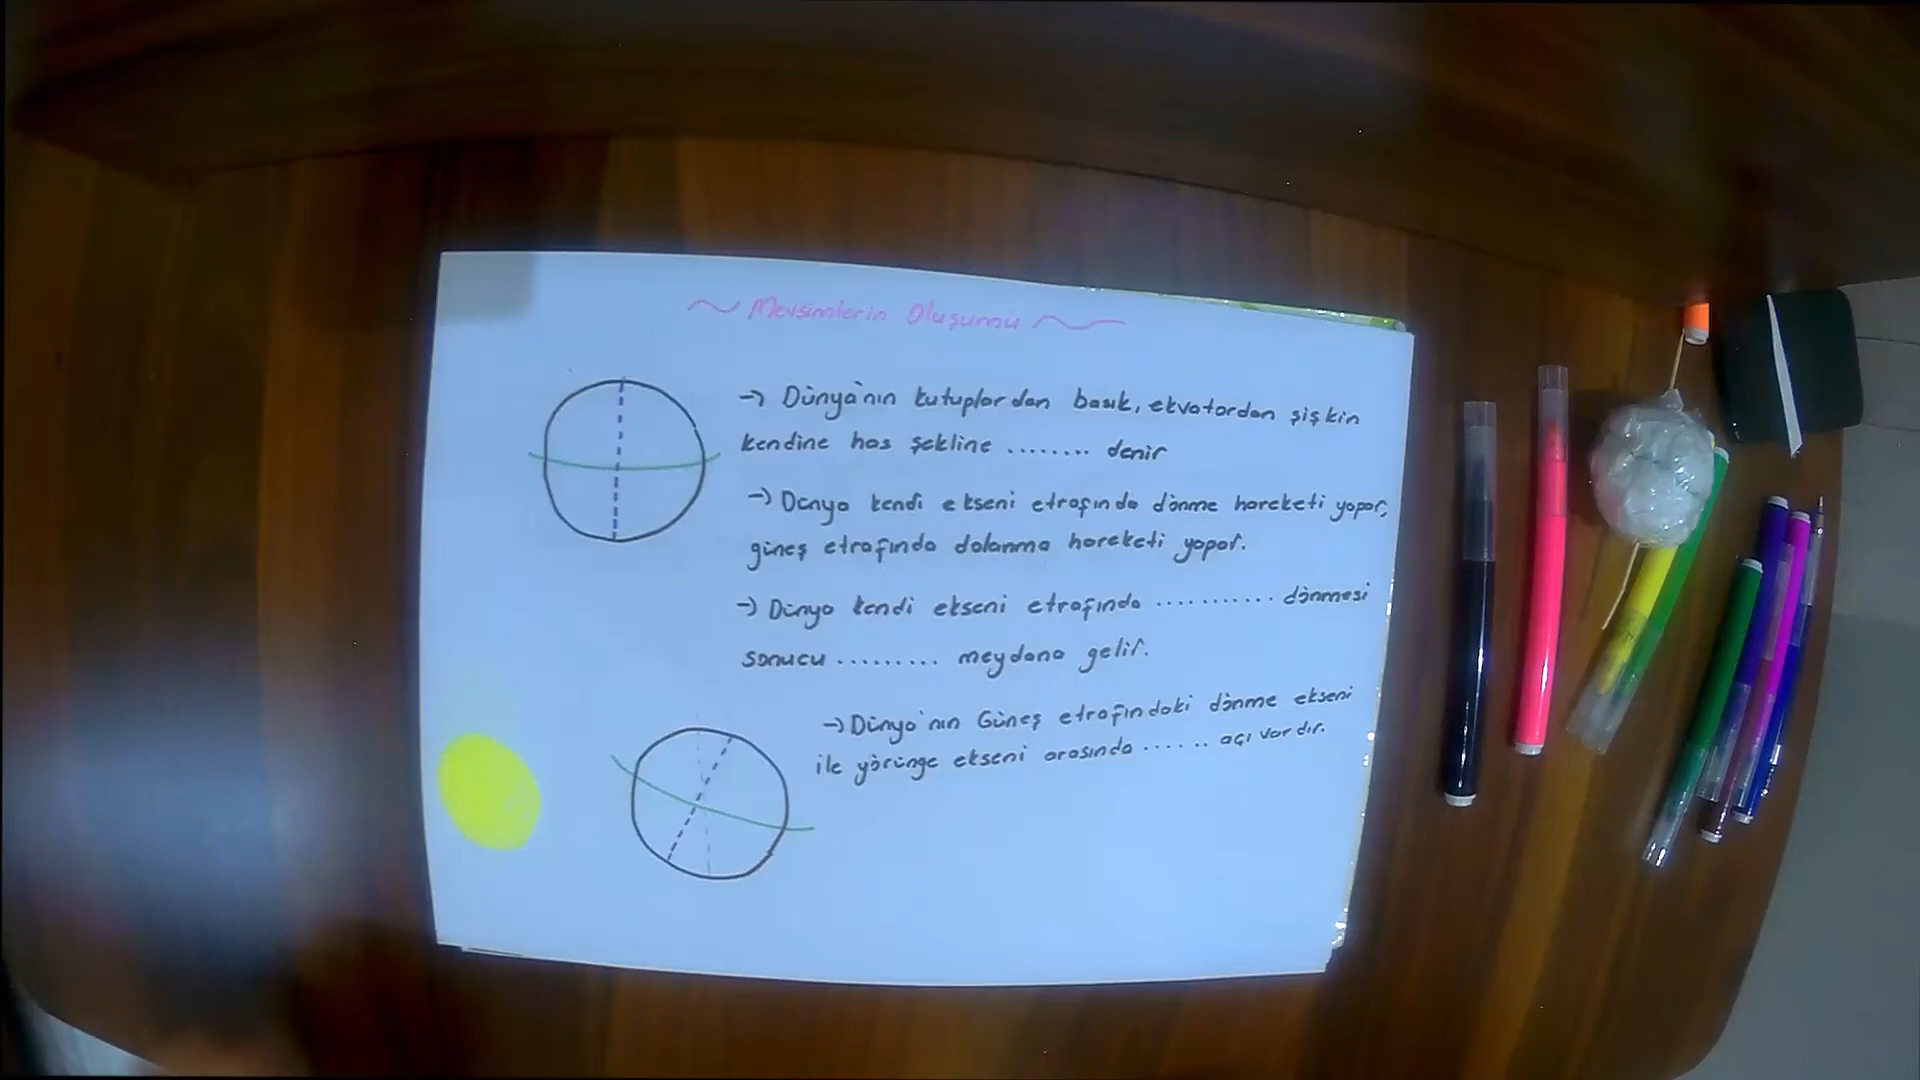 Mevsimlerin Oluşumu
→ Dünya'nın kutuplardan basık, ekvatordan şişkin
kendine has şekline ........ denir
→ Dünya kendi ekseni etrafında dönme hareketi yapar,
güneş etrafında dolanma hareketi yapar.
→ Dünya kendi ekseni etrafında ........... dönmesi
sonucu ......... meydana gelir.
→ Dünya'nın Güneş etrafındaki dönme ekseni
ile yörünge ekseni arasında ...... açı vardır.